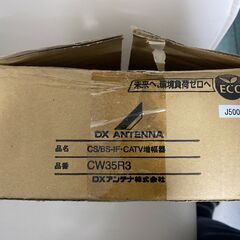 未来へ、環境負荷ゼロへ
ECO
J500
DX ANTENNA
品名 CS/BS-IF・CATV増幅器
品番 CW35R3
DXアンテナ株式会社